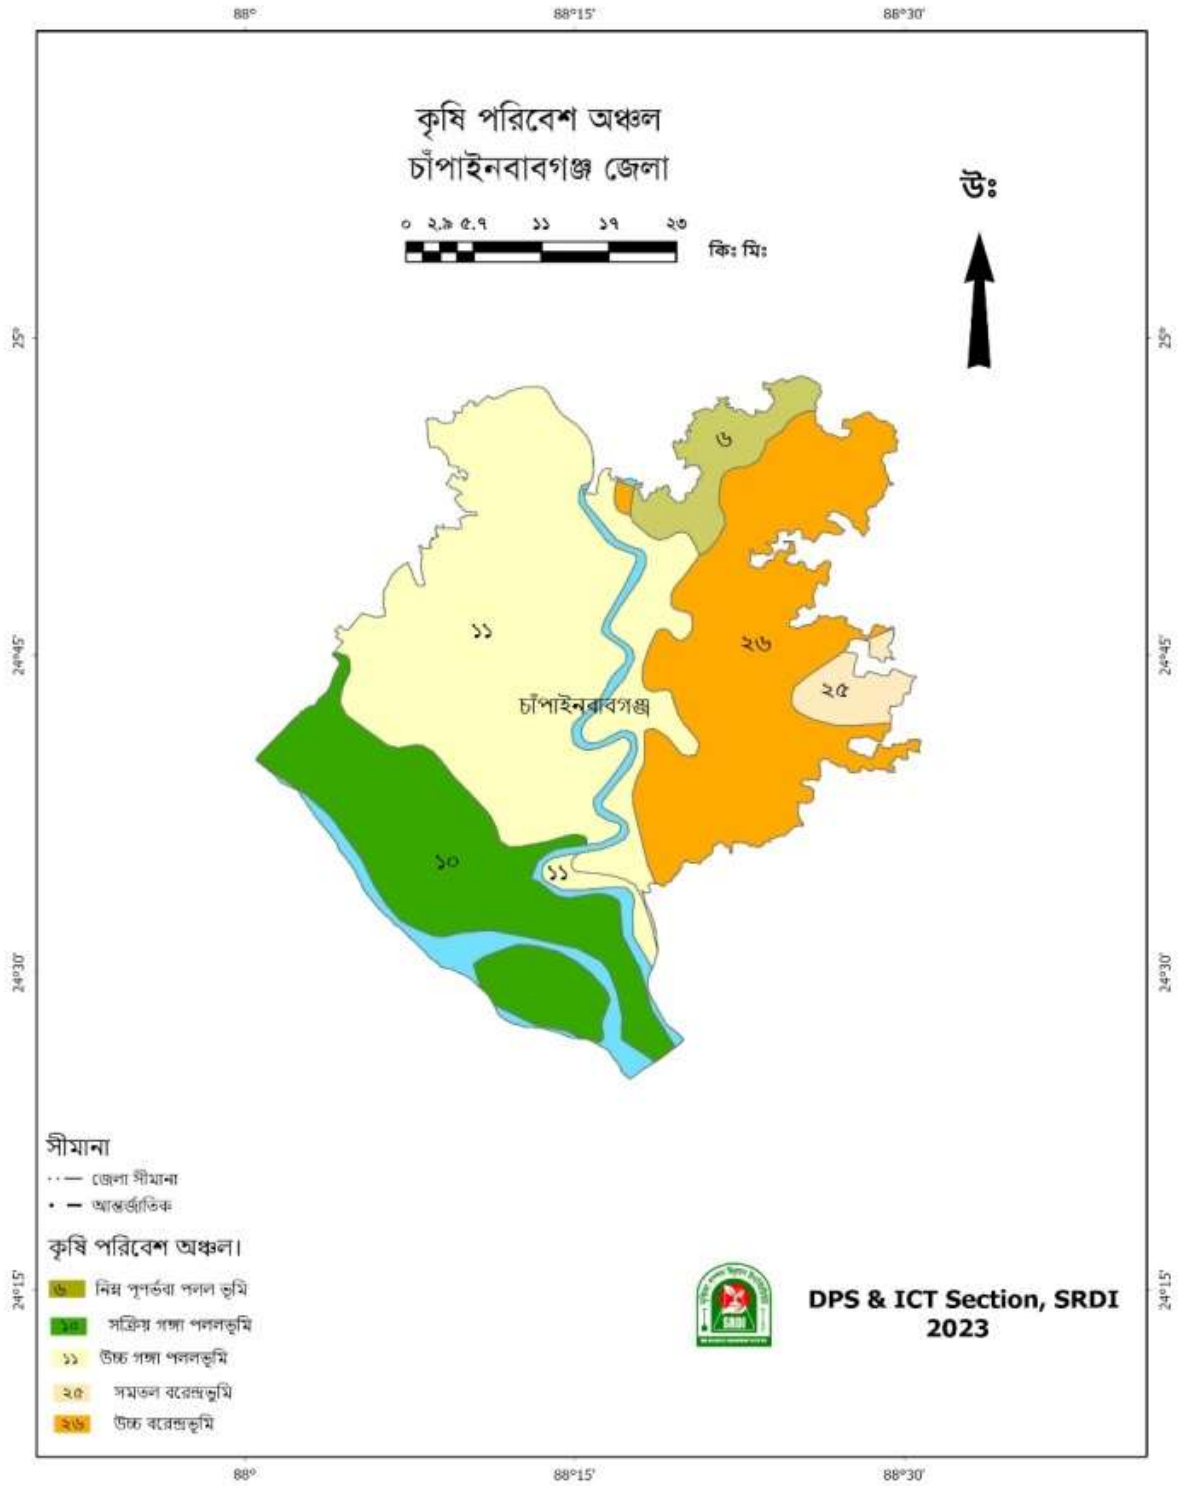 88° 88°15' 88°30'
কৃষি পরিবেশ অঞ্চল
চাঁপাইনবাবগঞ্জ জেলা
উঃ
০ ২.৯ ৫.৭ ১১ ১৭ ২৩
কিঃ মিঃ
25° 25°
৬
১১
২৬
24°45' 24°45'
২৫
চাঁপাইনবাবগঞ্জ
১০
১১
24°30' 24°30'
সীমানা
জেলা সীমানা
আন্তর্জাতিক
কৃষি পরিবেশ অঞ্চল।
৬ নিম্ন পূণর্ভবা পলল ভূমি
১০ সক্রিয় গঙ্গা পললভূমি
১১ উচ্চ গঙ্গা পললভূমি
২৫ সমতল বরেন্দ্রভূমি
২৬ উচ্চ বরেন্দ্রভূমি
24°15' 24°15'
SRDI
DPS & ICT Section, SRDI
2023
88° 88°15' 88°30'